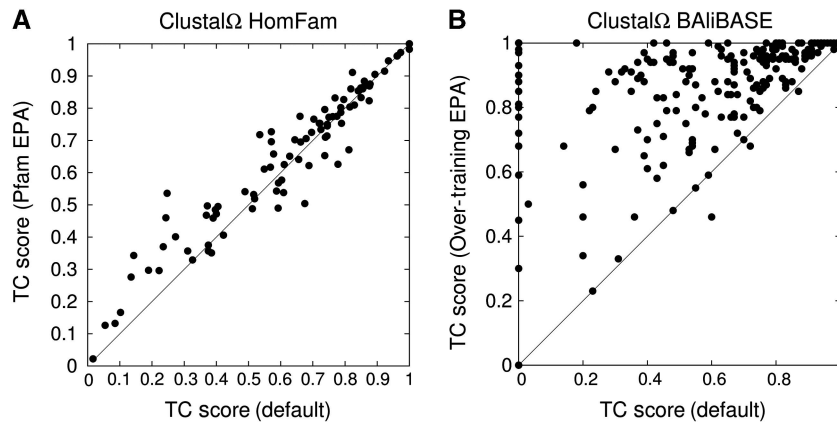 A
ClustalΩ HomFam
TC score (Pfam EPA)
1
0.9
0.8
0.7
0.6
0.5
0.4
0.3
0.2
0.1
0
0 0.1 0.2 0.3 0.4 0.5 0.6 0.7 0.8 0.9 1
TC score (default)
B
ClustalΩ BAliBASE
TC score (Over-training EPA)
1
0.8
0.6
0.4
0.2
0
0 0.2 0.4 0.6 0.8
TC score (default)